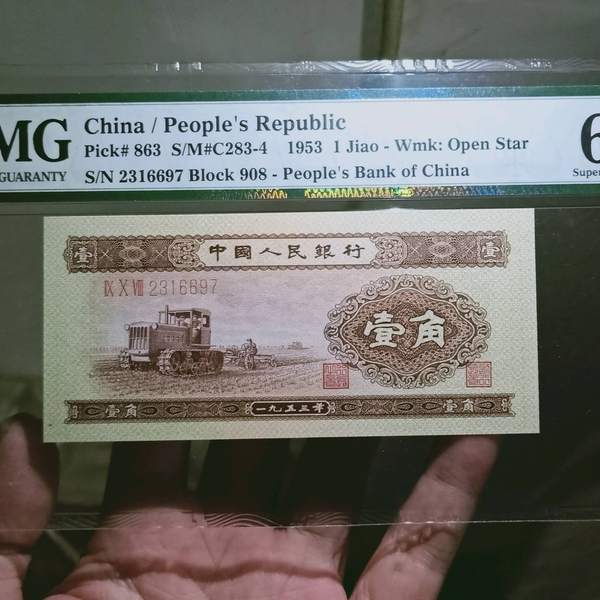 MG
GUARANTY
China / People's Republic
Pick# 863 S/M#C283-4 1953 1 Jiao - Wmk: Open Star
S/N 2316697 Block 908 - People's Bank of China
6
Super
壹
中國人民銀行
壹
IX X VIII 2316697
壹角
壹角
一九五三年
壹角